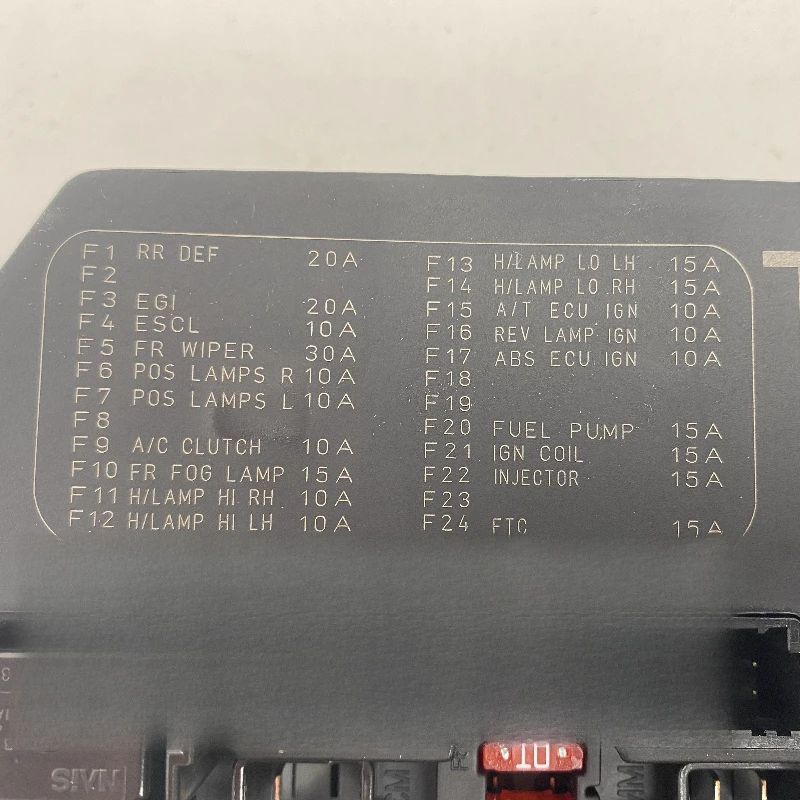 F1 RR DEF 20A
F2
F3 EGI 20A
F4 ESCL 10A
F5 FR WIPER 30A
F6 POS LAMPS R 10A
F7 POS LAMPS L 10A
F8
F9 A/C CLUTCH 10A
F10 FR FOG LAMP 15A
F11 H/LAMP HI RH 10A
F12 H/LAMP HI LH 10A
F13 H/LAMP LO LH 15A
F14 H/LAMP LO RH 15A
F15 A/T ECU IGN 10A
F16 REV LAMP IGN 10A
F17 ABS ECU IGN 10A
F18
F19
F20 FUEL PUMP 15A
F21 IGN COIL 15A
F22 INJECTOR 15A
F23
F24 FTC 15A
10
NAIS